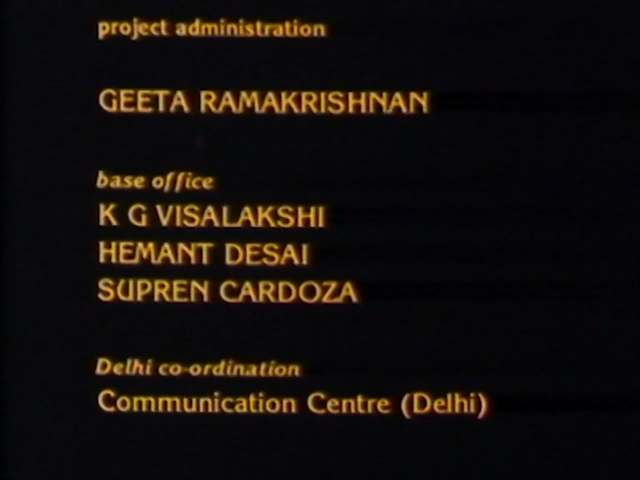 project administration
GEETA RAMAKRISHNAN
base office
K G VISALAKSHI
HEMANT DESAI
SUPREN CARDOZA
Delhi co-ordination
Communication Centre (Delhi)